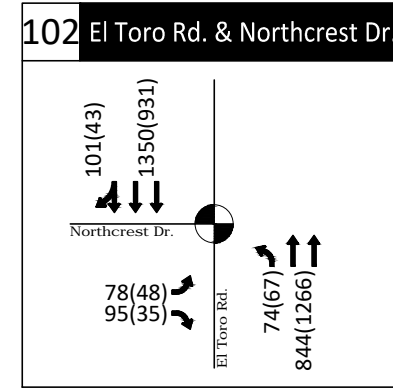 102 El Toro Rd. & Northcrest Dr.
101(43)
1350(931)
Northcrest Dr.
78(48)
95(35)
El Toro Rd.
74(67)
844(1266)